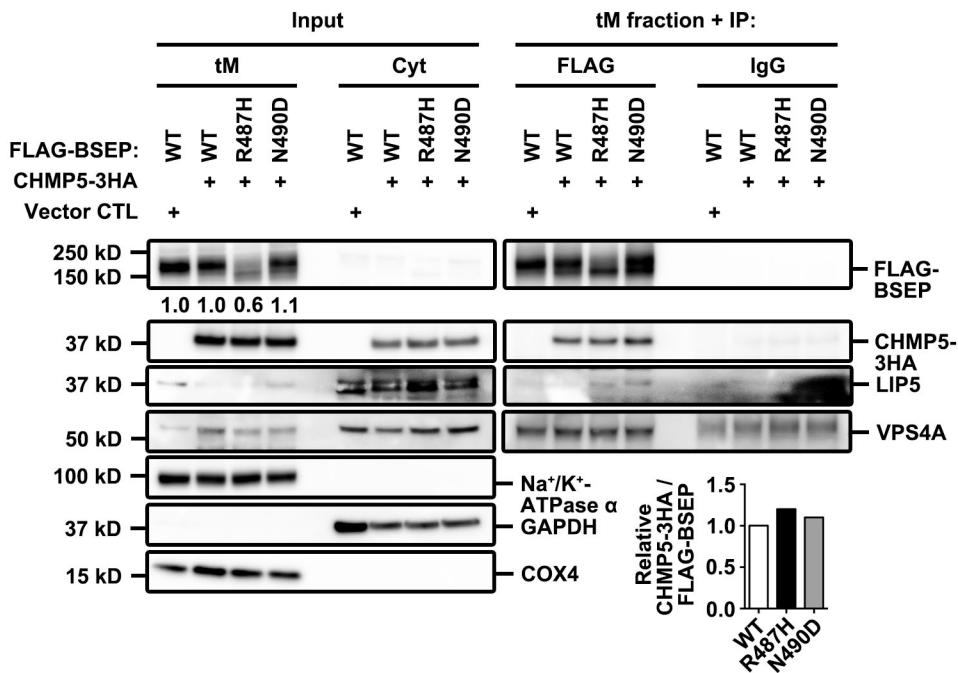 Input tM fraction + IP:
tM Cyt FLAG IgG
FLAG-BSEP: WT WT R487H N490D WT WT R487H N490D WT WT R487H N490D WT WT R487H N490D
CHMP5-3HA + + + + + + + + + + + +
Vector CTL + + + +
250 kD
150 kD
FLAG-
BSEP
1.0 1.0 0.6 1.1
37 kD
CHMP5-
3HA
37 kD
LIP5
50 kD
VPS4A
100 kD
Na⁺/K⁺-
ATPase α
37 kD
GAPDH
15 kD
COX4
Relative
CHMP5-3HA /
FLAG-BSEP
1.5
1.0
0.5
0.0
WT
R487H
N490D